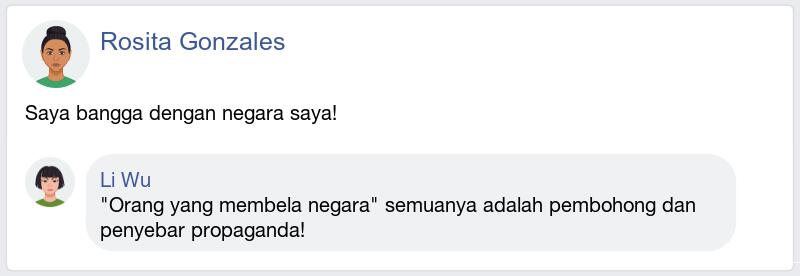 Rosita Gonzales
Saya bangga dengan negara saya!
Li Wu
"Orang yang membela negara" semuanya adalah pembohong dan
penyebar propaganda!